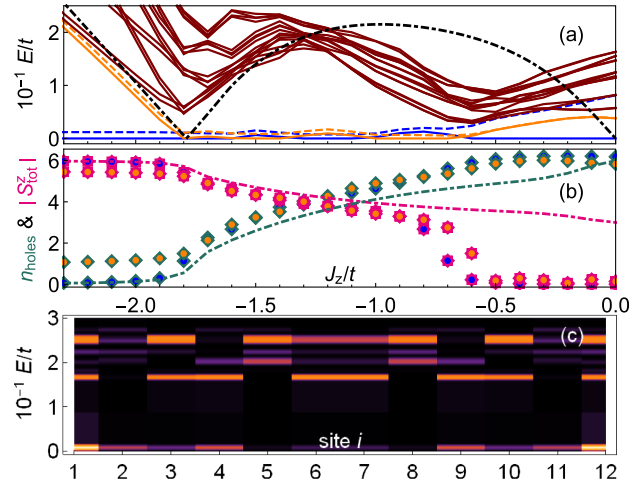 2
1
0
10⁻¹ E/t
(a)
6
4
2
0
n_holes & |S^z_tot|
(b)
-2.0
-1.5
J_z/t
-1.0
-0.5
0.0
3
2
1
0
10⁻¹ E/t
(c)
site i
1 2 3 4 5 6 7 8 9 10 11 12